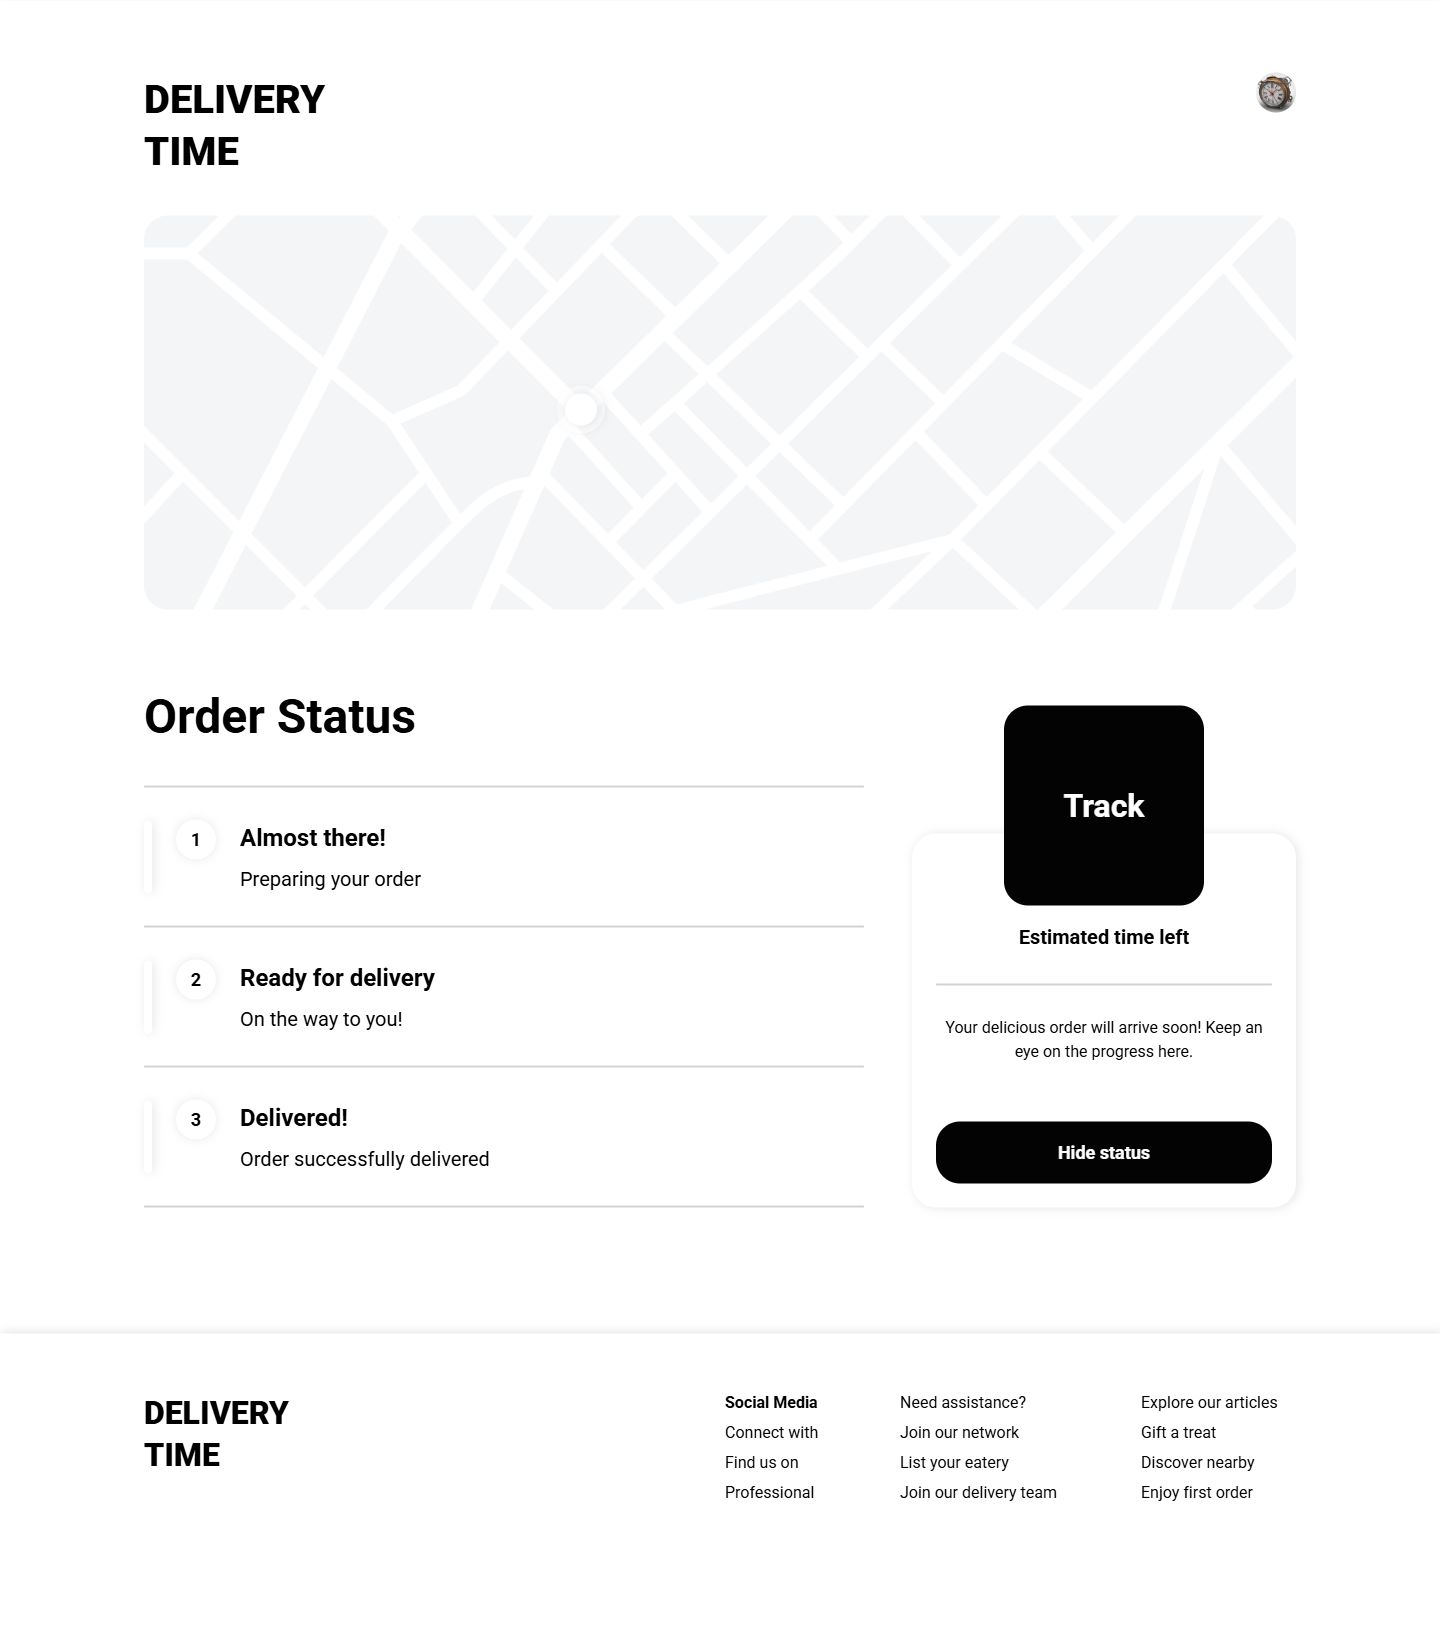 DELIVERY
TIME
Order Status
1
Almost there!
Preparing your order
2
Ready for delivery
On the way to you!
3
Delivered!
Order successfully delivered
Track
Estimated time left
Your delicious order will arrive soon! Keep an
eye on the progress here.
Hide status
DELIVERY
TIME
Social Media
Connect with
Find us on
Professional
Need assistance?
Join our network
List your eatery
Join our delivery team
Explore our articles
Gift a treat
Discover nearby
Enjoy first order